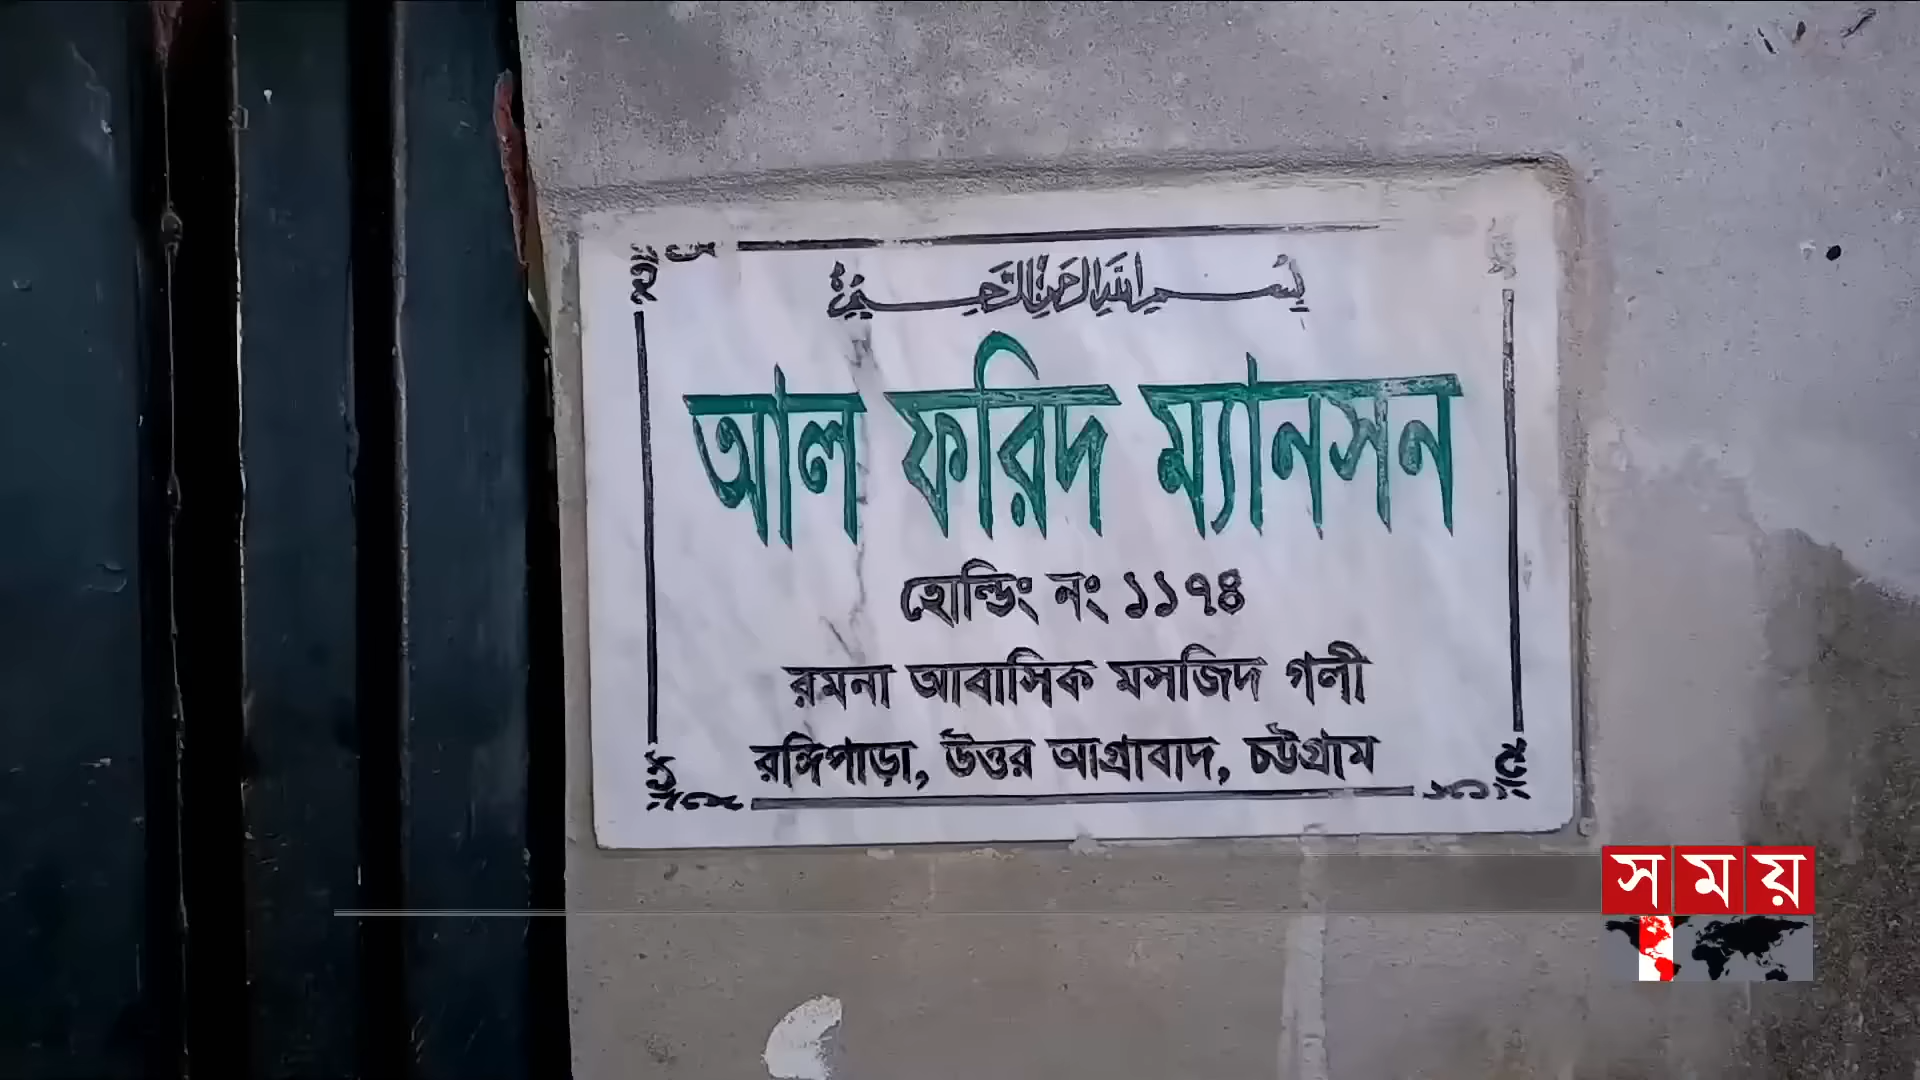 بسم الله الرحمن الرحيم
আল ফরিদ ম্যানসন
হোল্ডিং নং ১১৭৪
রমনা আবাসিক মসজিদ গলী
রঙ্গিপাড়া, উত্তর আগ্রাবাদ, চট্টগ্রাম
সময়